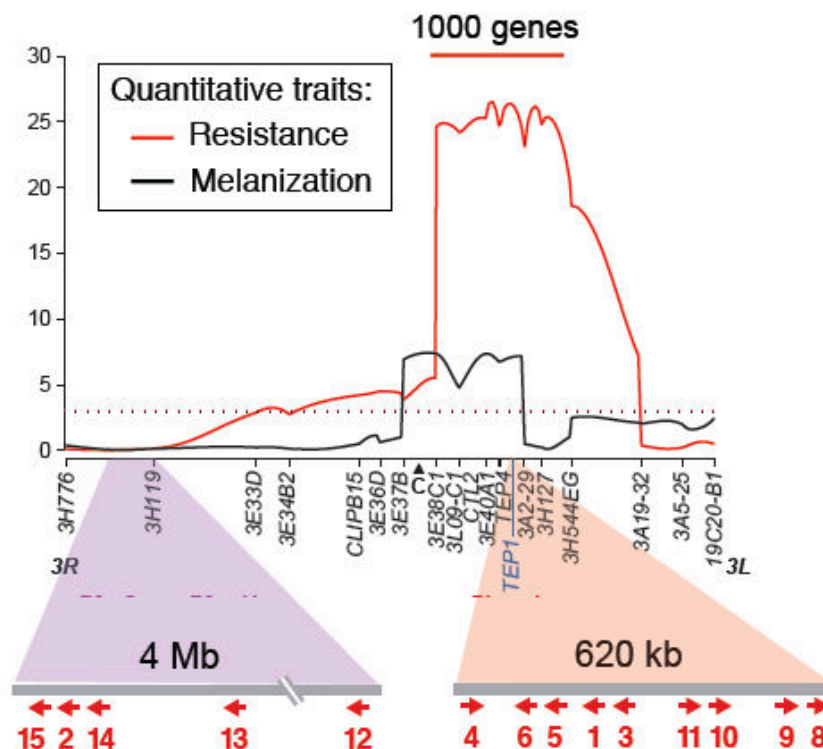 1000 genes
30
25
20
15
10
5
0
Quantitative traits:
Resistance
Melanization
3H776
3H119
3E33D
3E34B2
CLIPB15
3E36D
3E37B
C
3E38C1
3L09-C1
CTL2
3E40A1
TEP4
TEP1
3A2-29
3H127
3H544EG
3A19-32
3A5-25
19C20-B1
3R
3L
4 Mb
620 kb
15 2 14 13 12
4 6 5 1 3 11 10 9 8